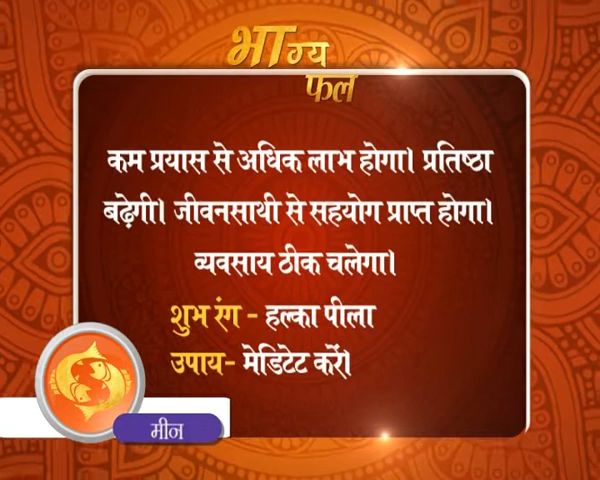 भाग्य
फल
कम प्रयास से अधिक लाभ होगा। प्रतिष्ठा
बढ़ेगी। जीवनसाथी से सहयोग प्राप्त होगा।
व्यवसाय ठीक चलेगा।
शुभ रंग - हल्का पीला
उपाय- मेडिटेट करें।
मीन